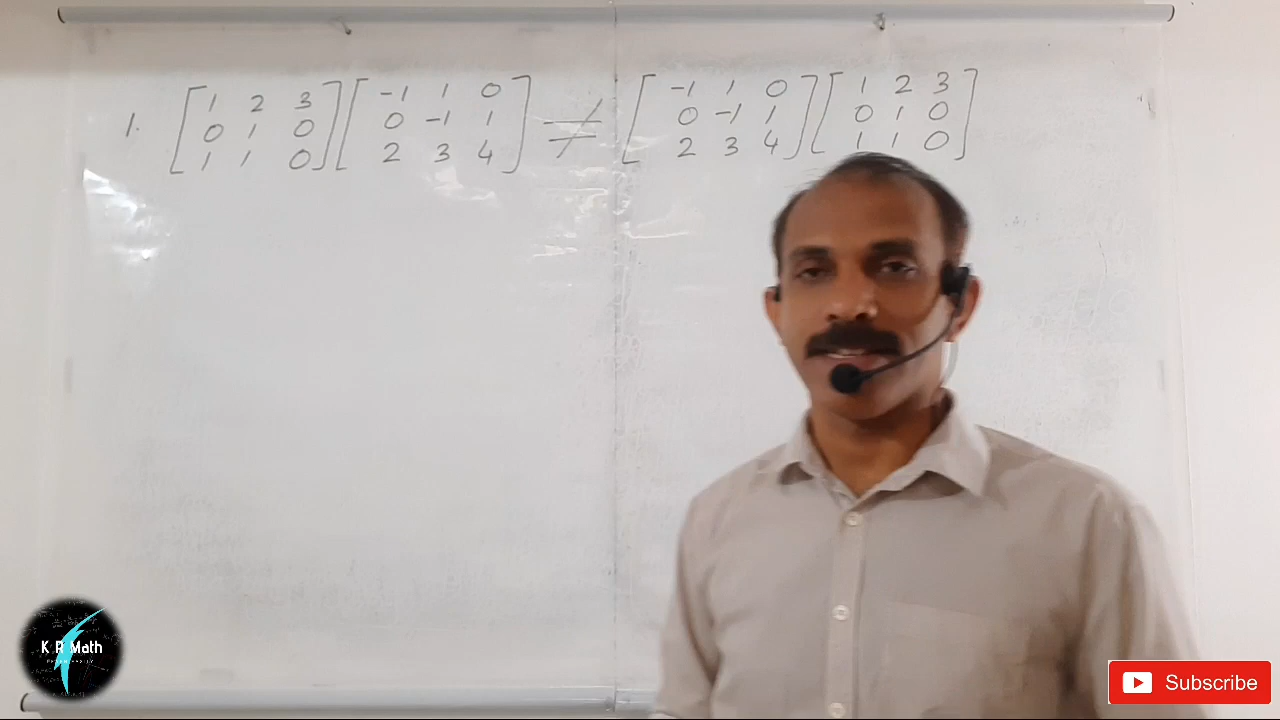 1. [1 2 3] [-1 1 0] ≠ [-1 1 0] [1 2 3]
[0 1 0] [0 -1 1] [0 -1 1] [0 1 0]
[1 1 0] [2 3 4] [2 3 4] [1 1 0]
K R Math
Subscribe